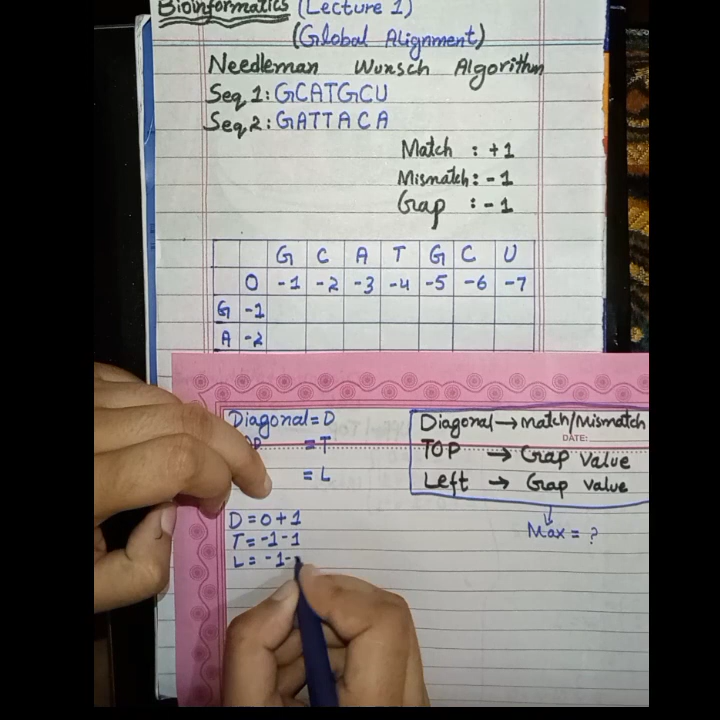 Bioinformatics (Lecture 1)
(Global Alignment)
Needleman Wunsch Algorithm
Seq 1: GCATGCU
Seq 2: GATTACA
Match : +1
Mismatch : -1
Gap : -1
G C A T G C U
0 -1 -2 -3 -4 -5 -6 -7
G -1
A -2
Diagonal = D
= T
= L
Diagonal → Match/Mismatch
DATE:
TOP → Gap Value
Left → Gap Value
Max = ?
D = 0 + 1
T = -1 - 1
L = -1 -